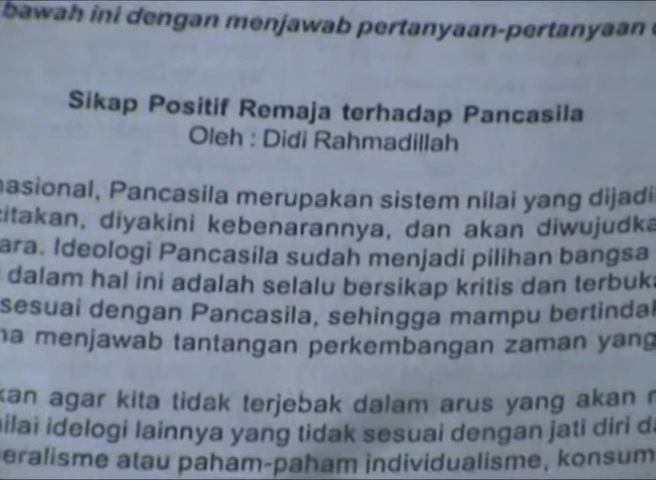 bawah ini dengan menjawab pertanyaan-pertanyaan
Sikap Positif Remaja terhadap Pancasila
Oleh : Didi Rahmadillah
nasional, Pancasila merupakan sistem nilai yang dijadi
citakan, diyakini kebenarannya, dan akan diwujudka
ara. Ideologi Pancasila sudah menjadi pilihan bangsa
dalam hal ini adalah selalu bersikap kritis dan terbuka
sesuai dengan Pancasila, sehingga mampu bertindak
na menjawab tantangan perkembangan zaman yang
kan agar kita tidak terjebak dalam arus yang akan
nilai idelogi lainnya yang tidak sesuai dengan jati diri
eralisme atau paham-paham individualisme, konsum